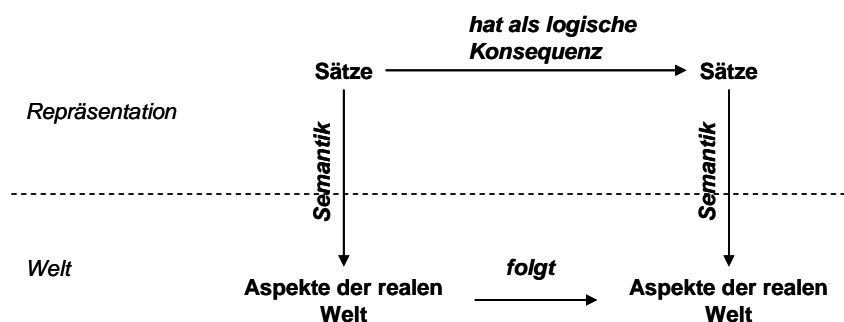 hat als logische
Konsequenz
Sätze
Sätze
Repräsentation
Semantik
Semantik
Welt
folgt
Aspekte der realen
Welt
Aspekte der realen
Welt